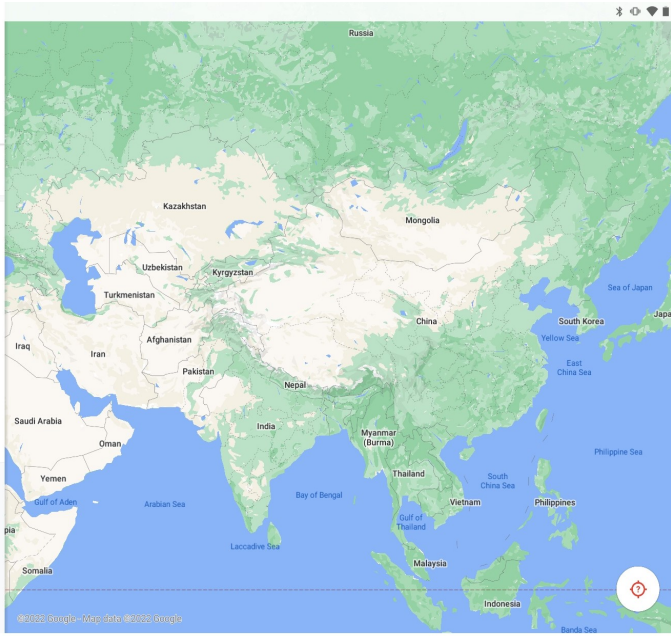 Russia
Kazakhstan
Mongolia
Uzbekistan
Kyrgyzstan
Turkmenistan
Sea of Japan
Japa
South Korea
China
Yellow Sea
Iraq
Iran
Afghanistan
East
China Sea
Pakistan
Nepal
Saudi Arabia
India
Oman
Myanmar
(Burma)
Philippine Sea
Yemen
Thailand
South
China Sea
Gulf of Aden
Arabian Sea
Bay of Bengal
Vietnam
Philippines
pia
Gulf of
Thailand
Laccadive Sea
Somalia
Malaysia
?
Indonesia
©2022 Google - Map data ©2022 Google
Banda Sea